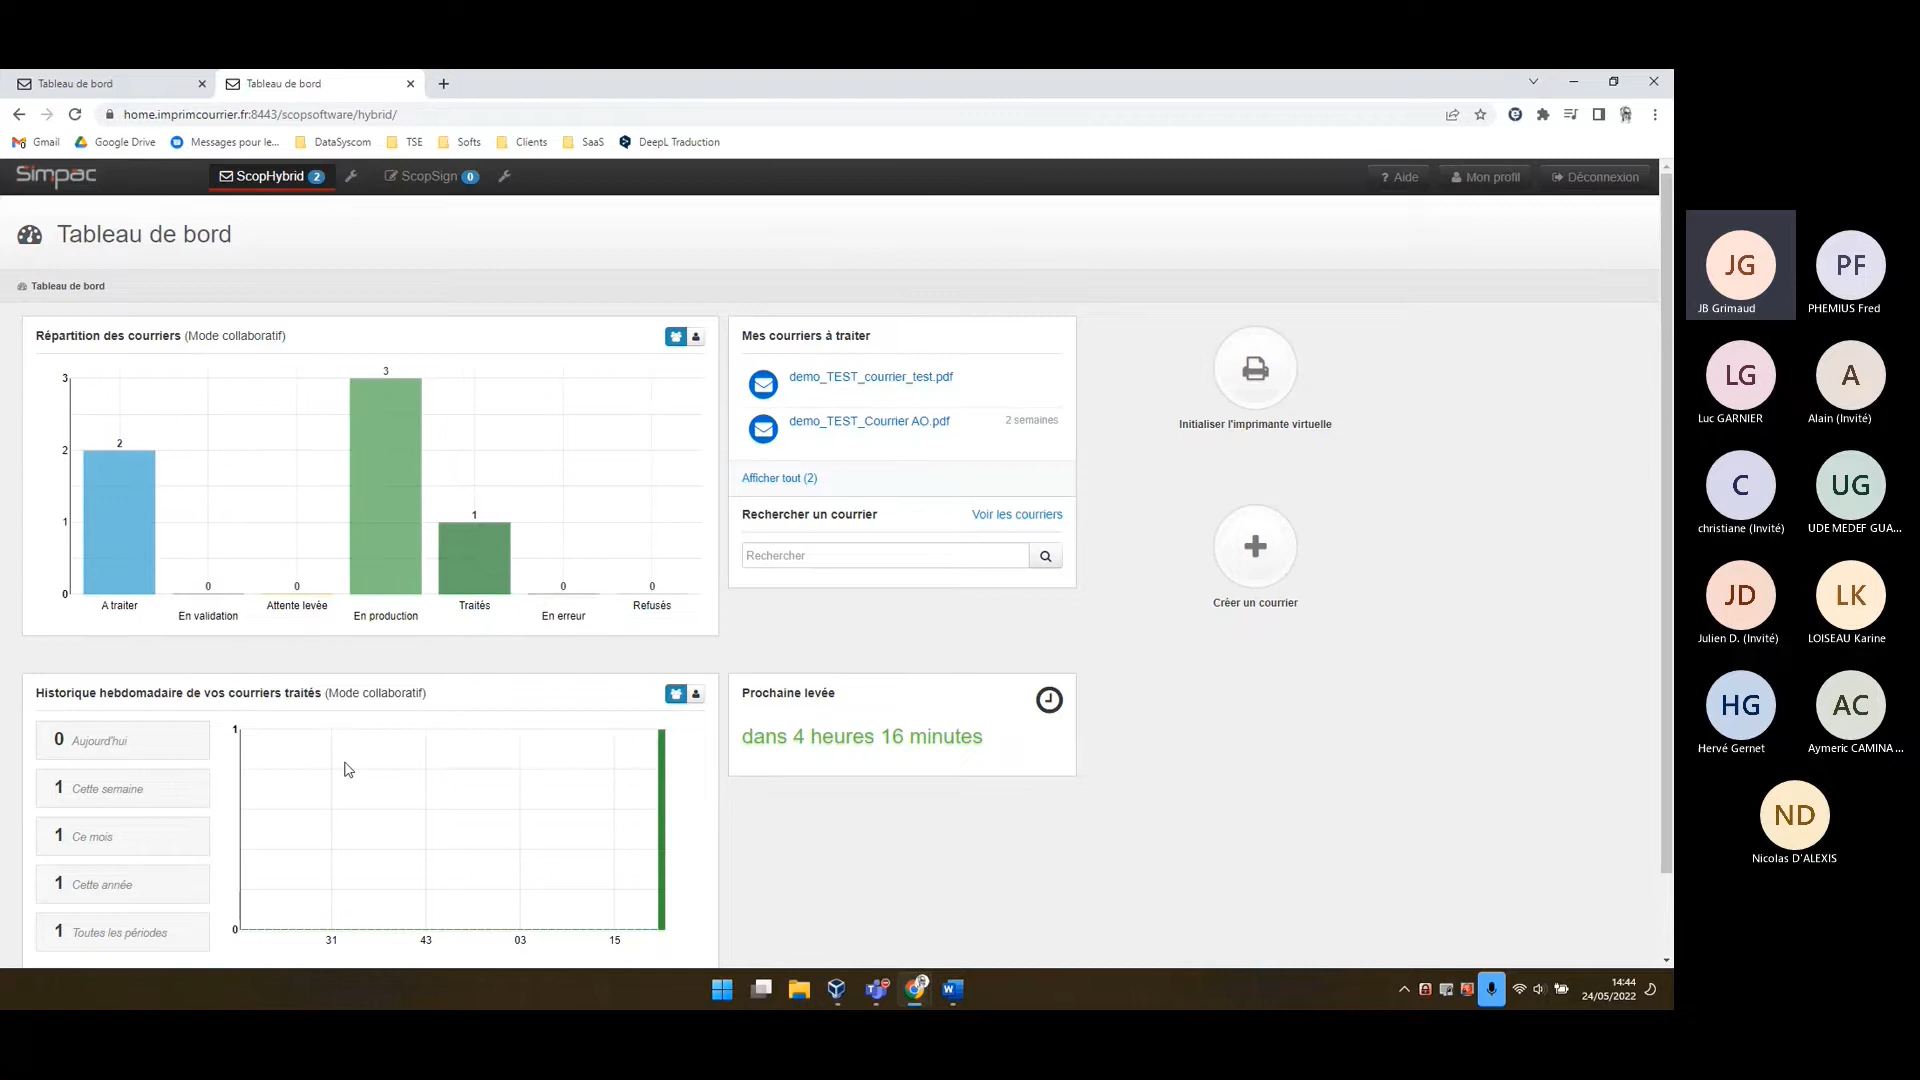 Tableau de bord
Tableau de bord
home.imprimcourrier.fr:8443/scopsoftware/hybrid/
Gmail Google Drive Messages pour le... DataSyscom TSE Softs Clients SaaS DeepL Traduction
Simpac ScopHybrid 2 ScopSign 0 ? Aide Mon profil Déconnexion
Tableau de bord
Tableau de bord
Répartition des courriers (Mode collaboratif)
3
2
1
0
2
0
0
3
1
0
0
A traiter
En validation
Attente levée
En production
Traités
En erreur
Refusés
Mes courriers à traiter
demo_TEST_courrier_test.pdf
demo_TEST_Courrier AO.pdf 2 semaines
Afficher tout (2)
Rechercher un courrier Voir les courriers
Rechercher
Initialiser l'imprimante virtuelle
Créer un courrier
Historique hebdomadaire de vos courriers traités (Mode collaboratif)
0 Aujourd'hui
1 Cette semaine
1 Ce mois
1 Cette année
1 Toutes les périodes
1
0
31 43 03 15
Prochaine levée
dans 4 heures 16 minutes
14:44
24/05/2022
JG
JB Grimaud
PF
PHEMIUS Fred
LG
Luc GARNIER
A
Alain (Invité)
C
christiane (Invité)
UG
UDE MEDEF GUA...
JD
Julien D. (Invité)
LK
LOISEAU Karine
HG
Hervé Gernet
AC
Aymeric CAMINA ...
ND
Nicolas D'ALEXIS